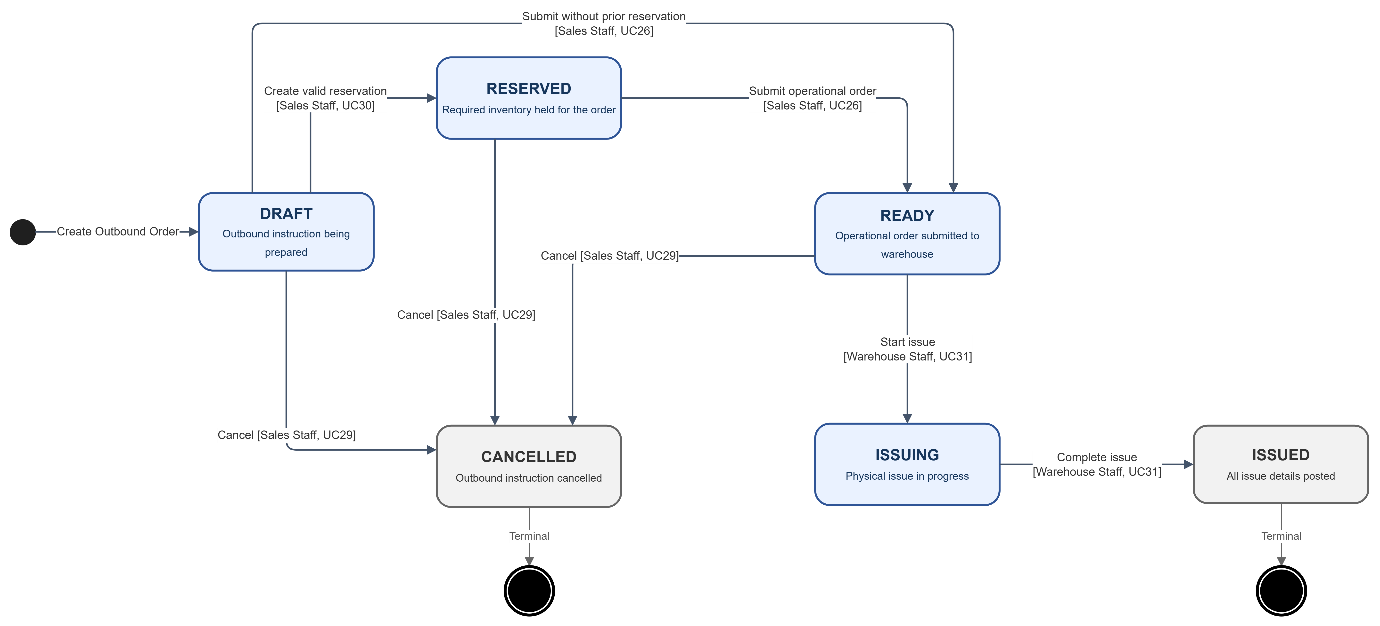 Submit without prior reservation
[Sales Staff, UC26]
Create valid reservation
[Sales Staff, UC30]
RESERVED
Required inventory held for the order
Submit operational order
[Sales Staff, UC26]
Create Outbound Order
DRAFT
Outbound instruction being
prepared
READY
Operational order submitted to
warehouse
Cancel [Sales Staff, UC29]
Cancel [Sales Staff, UC29]
Start issue
[Warehouse Staff, UC31]
Cancel [Sales Staff, UC29]
CANCELLED
Outbound instruction cancelled
ISSUING
Physical issue in progress
Complete issue
[Warehouse Staff, UC31]
ISSUED
All issue details posted
Terminal
Terminal